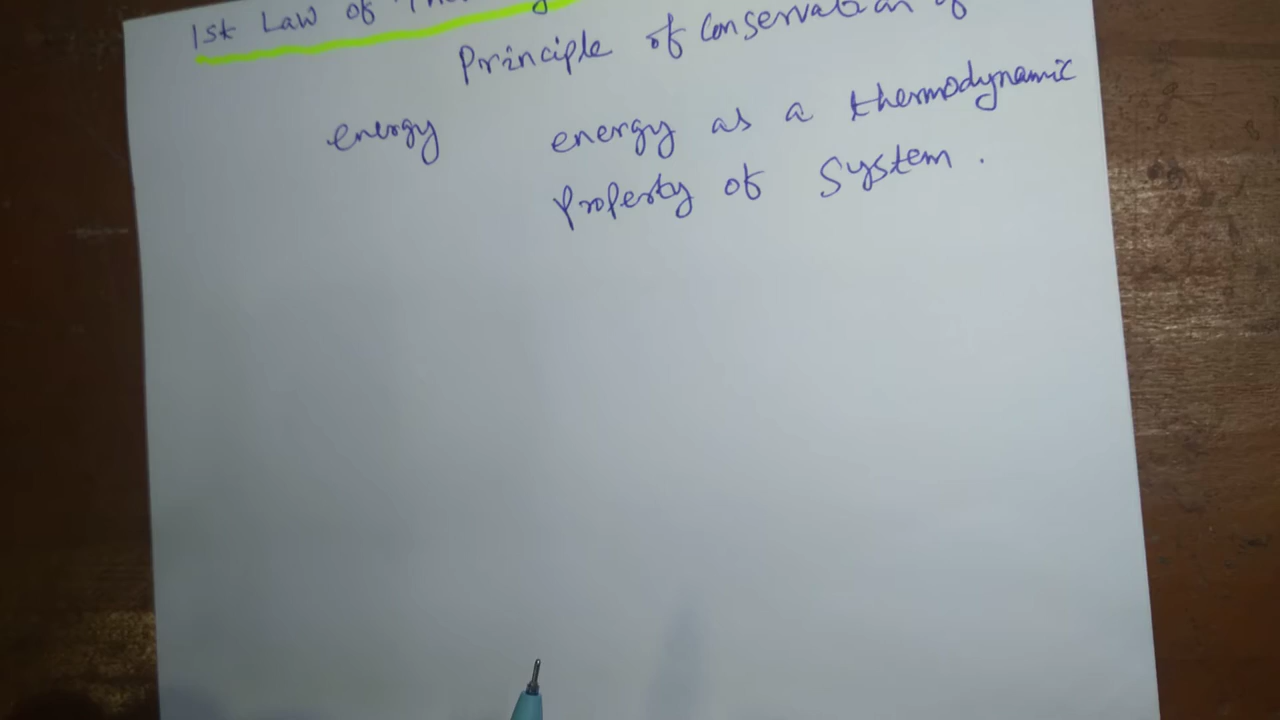 1st Law of
Principle of Conservation of
energy energy as a thermodynamic
property of System.